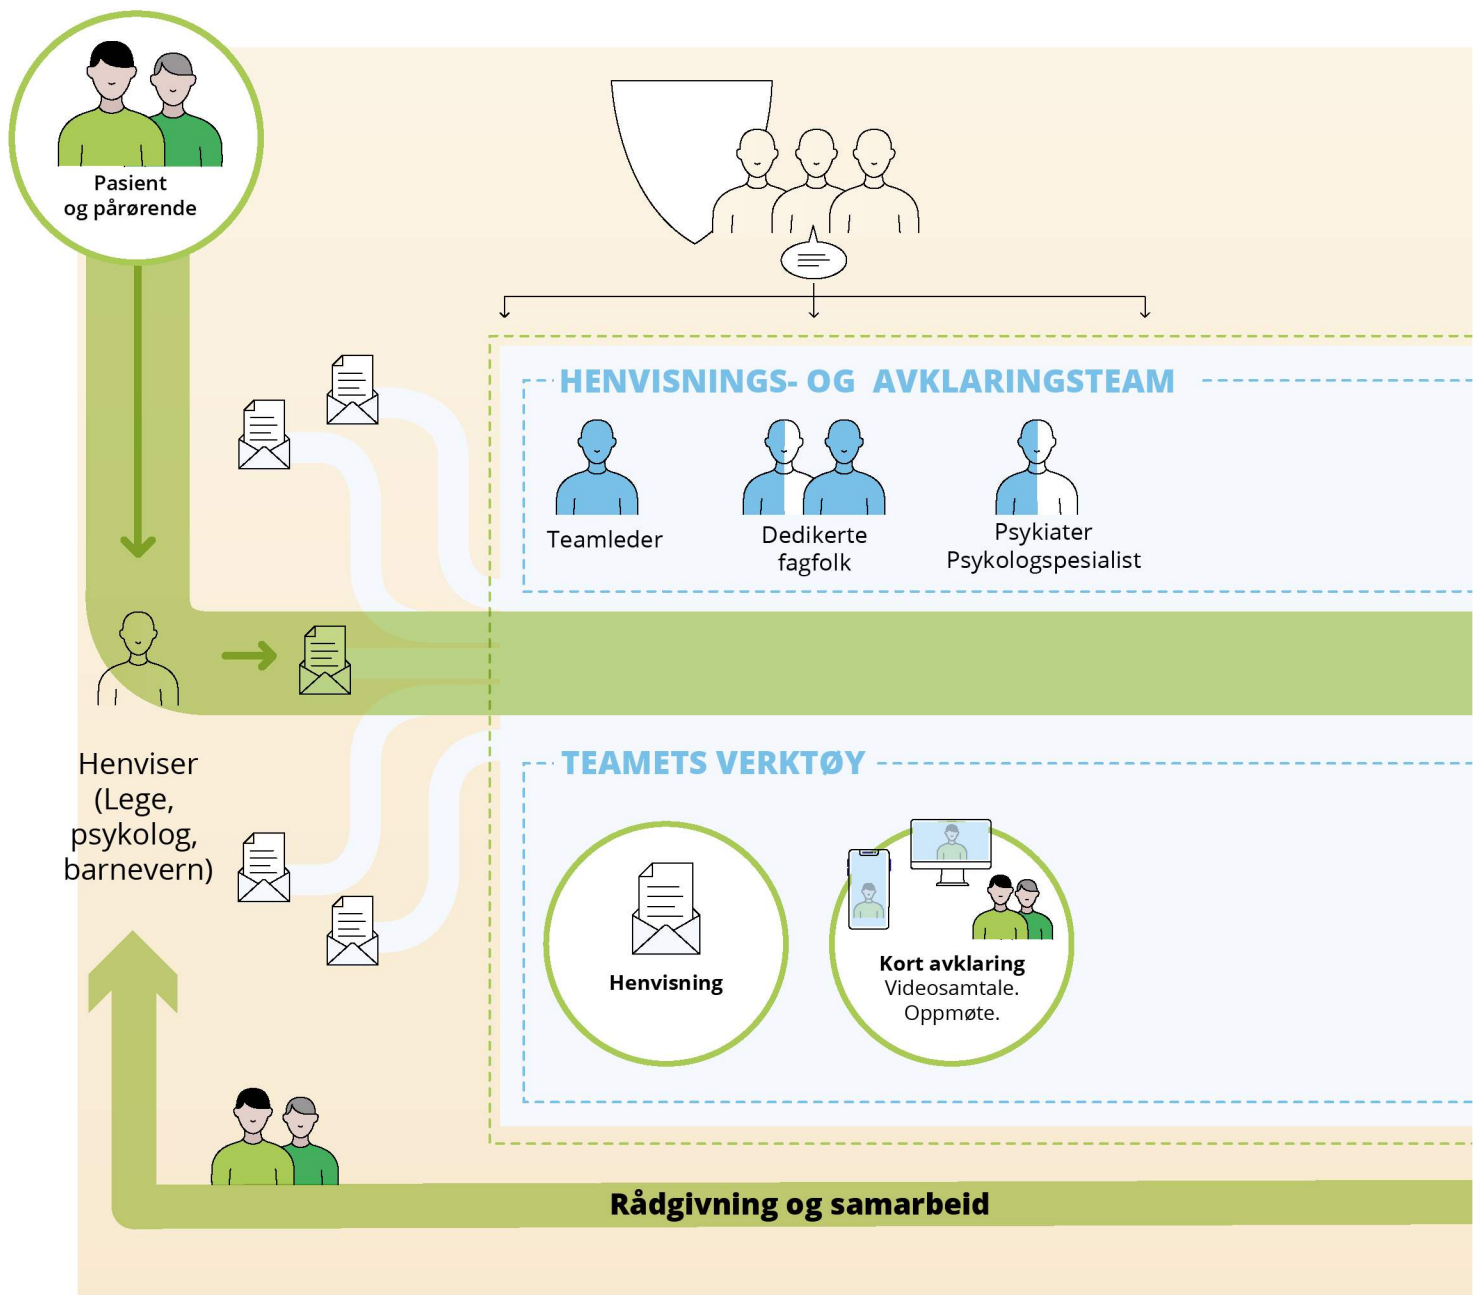 Pasient
og pårørende
HENVISNINGS- OG AVKLARINGSTEAM
Teamleder
Dedikerte
fagfolk
Psykiater
Psykologspesialist
Henviser
(Lege,
psykolog,
barnevern)
TEAMETS VERKTØY
Henvisning
Kort avklaring
Videosamtale.
Oppmøte.
Rådgivning og samarbeid